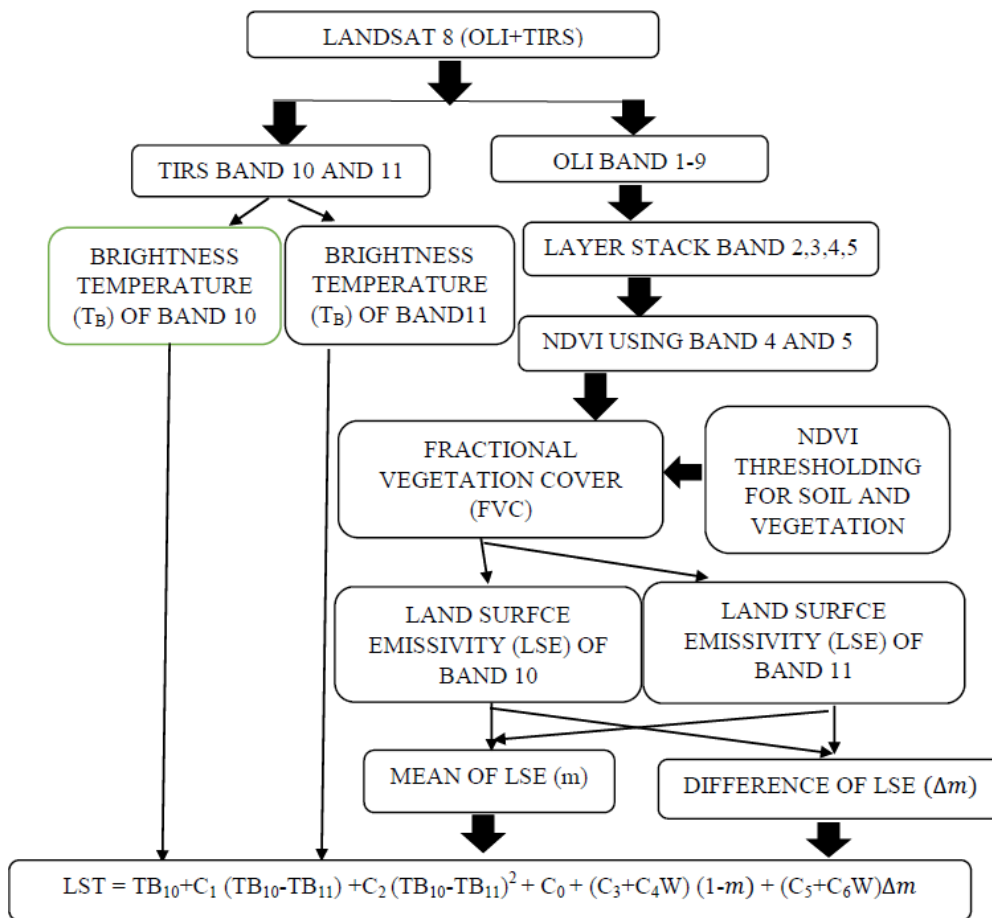 LANDSAT 8 (OLI+TIRS)
TIRS BAND 10 AND 11
OLI BAND 1-9
BRIGHTNESS
TEMPERATURE
(T_B) OF BAND 10
BRIGHTNESS
TEMPERATURE
(T_B) OF BAND11
LAYER STACK BAND 2,3,4,5
NDVI USING BAND 4 AND 5
FRACTIONAL
VEGETATION COVER
(FVC)
NDVI
THRESHOLDING
FOR SOIL AND
VEGETATION
LAND SURFCE
EMISSIVITY (LSE) OF
BAND 10
LAND SURFCE
EMISSIVITY (LSE) OF
BAND 11
MEAN OF LSE (m)
DIFFERENCE OF LSE (Δm)
LST = TB₁₀+C₁ (TB₁₀-TB₁₁) +C₂ (TB₁₀-TB₁₁)² + C₀ + (C₃+C₄W) (1-m) + (C₅+C₆W)Δm